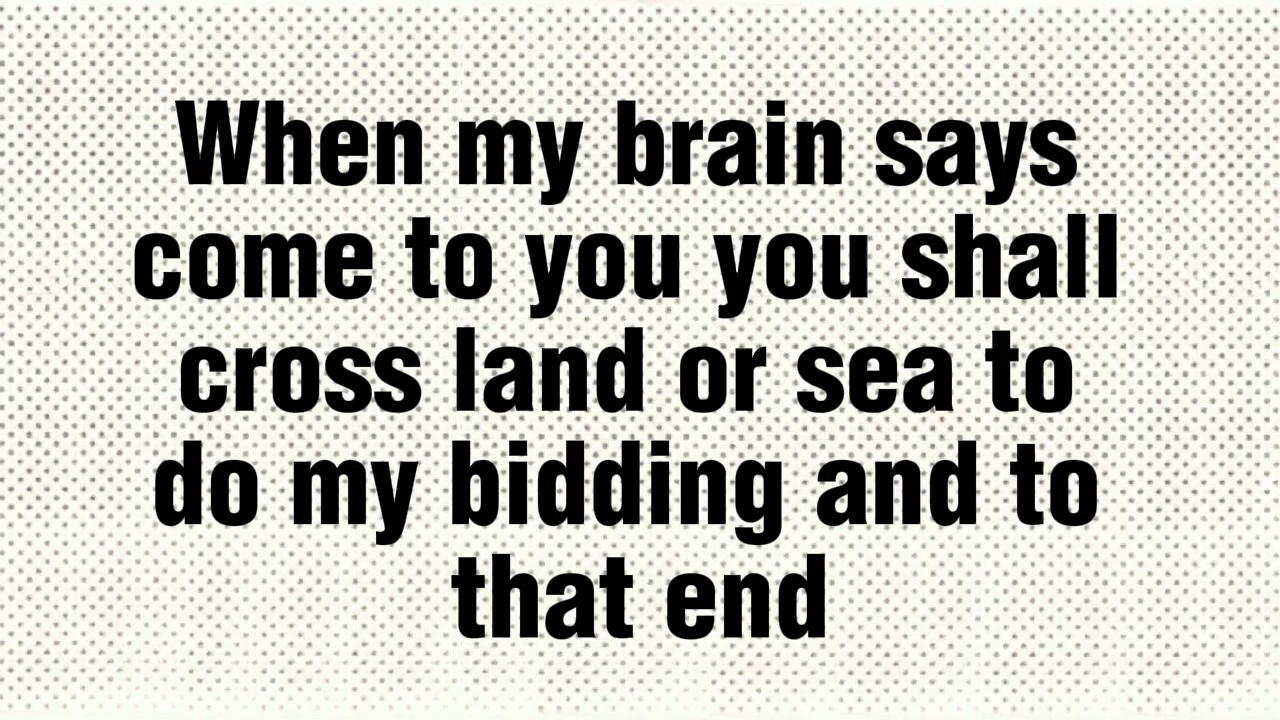 When my brain says
come to you you shall
cross land or sea to
do my bidding and to
that end